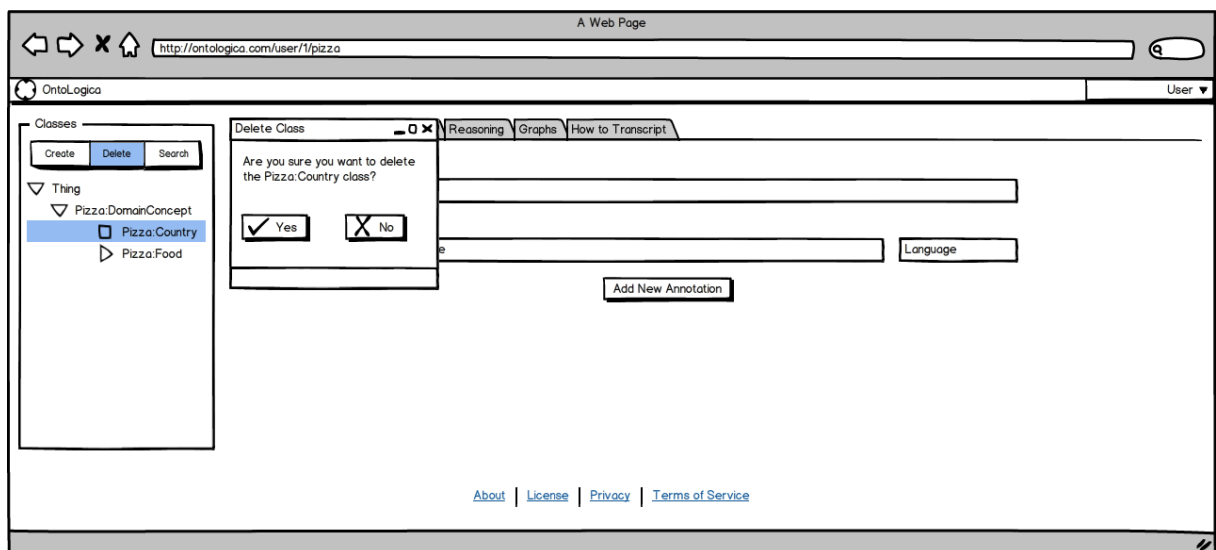 A Web Page
http://ontologica.com/user/1/pizza
OntoLogica
User
Classes
Create Delete Search
Thing
Pizza:DomainConcept
Pizza:Country
Pizza:Food
Delete Class
Reasoning Graphs How to Transcript
Are you sure you want to delete
the Pizza:Country class?
Yes No
Language
Add New Annotation
About License Privacy Terms of Service